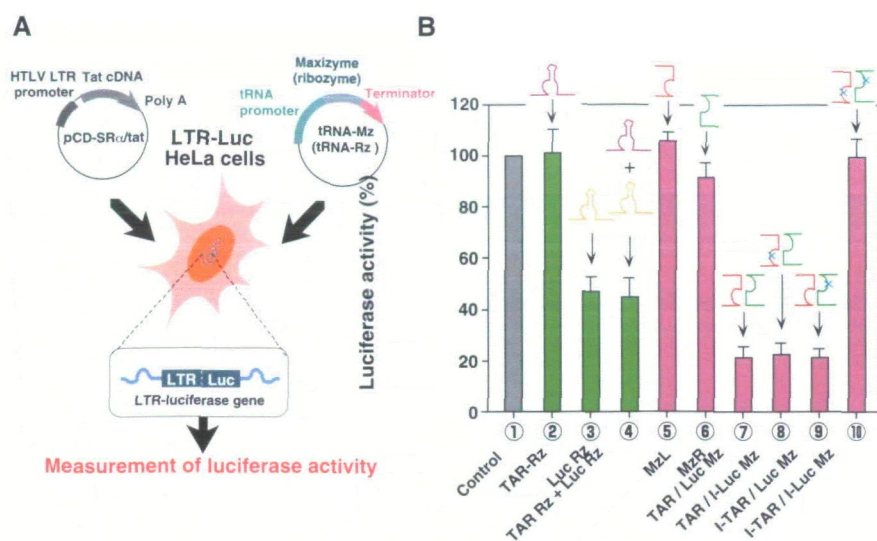 A
HTLV LTR
promoter
Tat cDNA
Poly A
pCD-SRα/tat
Maxizyme
(ribozyme)
tRNA
promoter
Terminator
tRNA-Mz
(tRNA-Rz )
LTR-Luc
HeLa cells
LTR Luc
LTR-luciferase gene
Measurement of luciferase activity
B
Luciferase activity (%)
120
100
80
60
40
20
0
+
① ② ③ ④ ⑤ ⑥ ⑦ ⑧ ⑨ ⑩
Control
TAR-Rz
Luc Rz
TAR Rz + Luc Rz
MzL
MzR
TAR / Luc Mz
TAR / I-Luc Mz
I-TAR / Luc Mz
I-TAR / I-Luc Mz